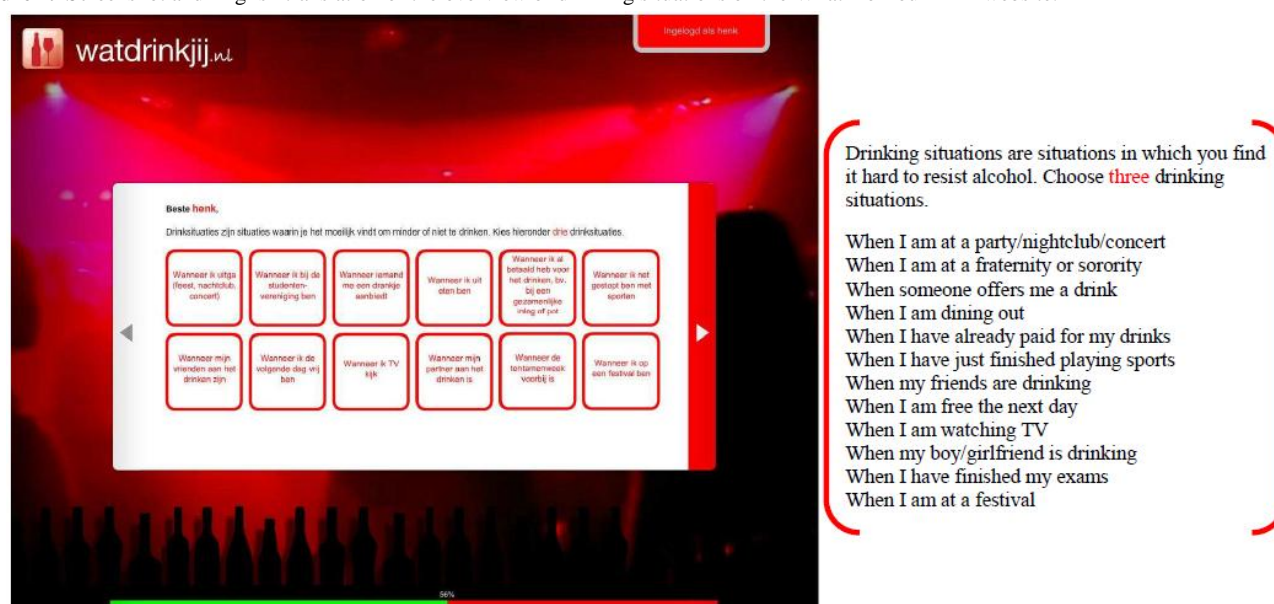 watdrinkjij.nl
Ingelogd als henk
Beste henk,
Drinksituaties zijn situaties waarin je het moeilijk vindt om minder of niet te drinken. Kies hieronder drie drinksituaties.
Wanneer ik uitga
(feest, nachtclub,
concert)
Wanneer ik bij de
studenten-
vereniging ben
Wanneer iemand
me een drankje
aanbiedt
Wanneer ik uit
eten ben
Wanneer ik al
betaald heb voor
het drinken, bv.
bij een
gezamenlijke
inleg of pot
Wanneer ik net
gestopt ben met
sporten
Wanneer mijn
vrienden aan het
drinken zijn
Wanneer ik de
volgende dag vrij
ben
Wanneer ik TV
kijk
Wanneer mijn
partner aan het
drinken is
Wanneer de
tentamenweek
voorbij is
Wanneer ik op
een festival ben
56%
Drinking situations are situations in which you find
it hard to resist alcohol. Choose three drinking
situations.
When I am at a party/nightclub/concert
When I am at a fraternity or sorority
When someone offers me a drink
When I am dining out
When I have already paid for my drinks
When I have just finished playing sports
When my friends are drinking
When I am free the next day
When I am watching TV
When my boy/girlfriend is drinking
When I have finished my exams
When I am at a festival